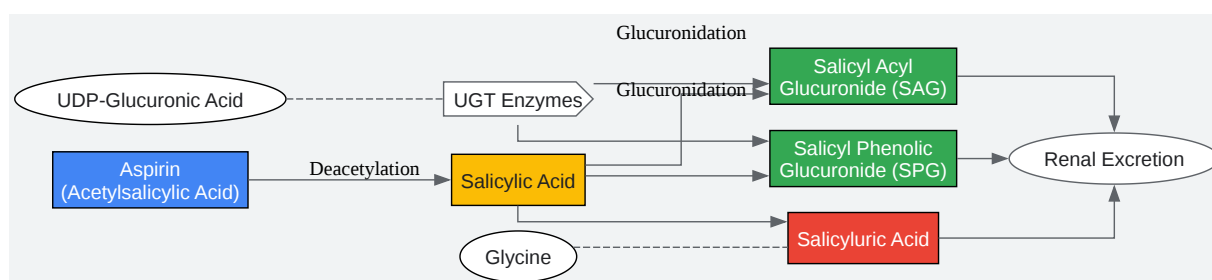 Glucuronidation
Salicyl Acyl
Glucuronide (SAG)
UDP-Glucuronic Acid
UGT Enzymes
Glucuronidation
Aspirin
(Acetylsalicylic Acid)
Deacetylation
Salicylic Acid
Salicyl Phenolic
Glucuronide (SPG)
Renal Excretion
Glycine
Salicyluric Acid